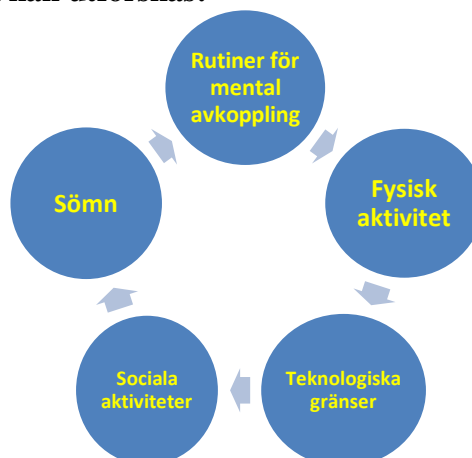 Rutiner för
mental
avkoppling
Fysisk
aktivitet
Teknologiska
gränser
Sociala
aktiviteter
Sömn